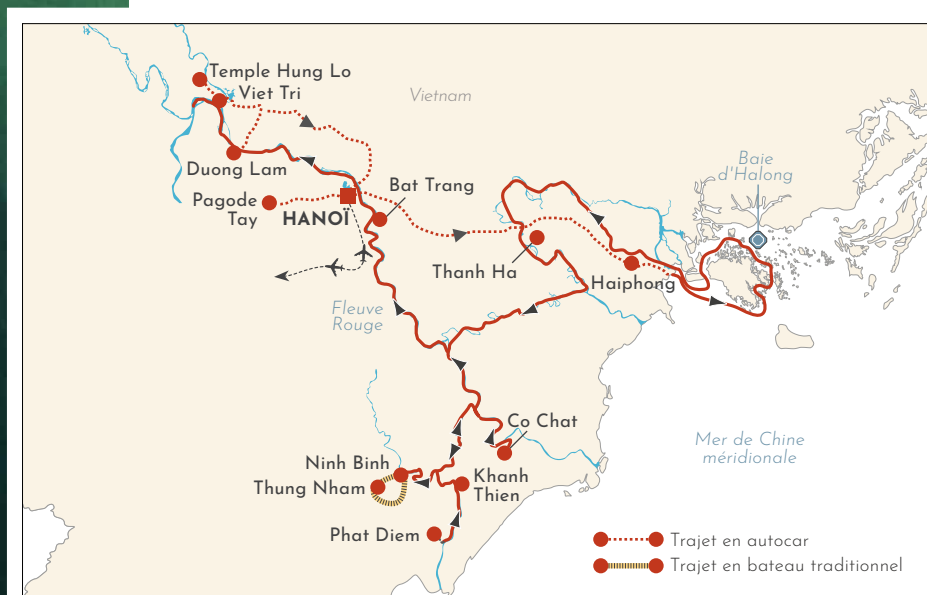 Temple Hung Lo
Viet Tri
Vietnam
Duong Lam
Pagode
Tay
HANOÏ
Bat Trang
Baie
d'Halong
Thanh Ha
Haiphong
Fleuve
Rouge
Co Chat
Mer de Chine
méridionale
Ninh Binh
Thung Nham
Khanh
Thien
Phat Diem
Trajet en autocar
Trajet en bateau traditionnel